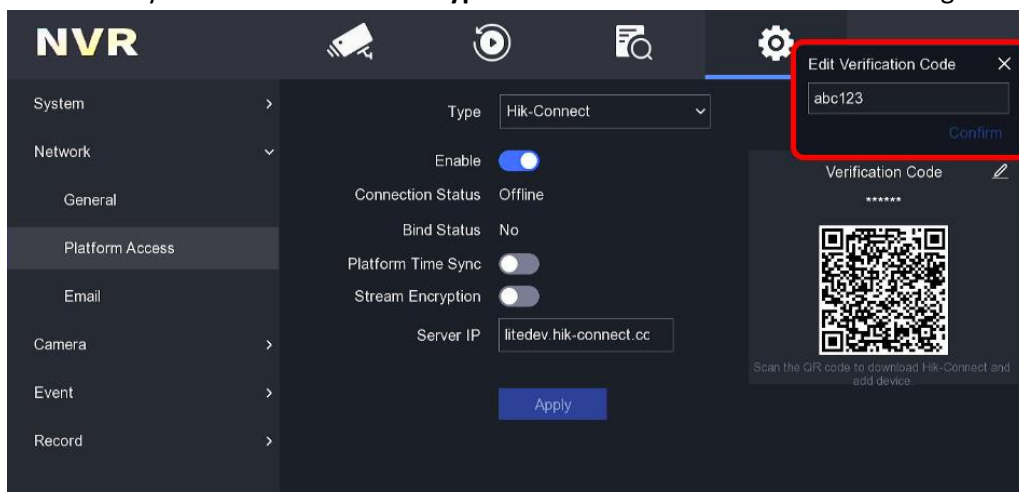 NVR
Edit Verification Code
abc123
Confirm
System
Network
General
Platform Access
Email
Camera
Event
Record
Type Hik-Connect
Enable
Connection Status Offline
Bind Status No
Platform Time Sync
Stream Encryption
Server IP litedev.hik-connect.cc
Apply
Verification Code
******
Scan the QR code to download Hik-Connect and
add device.